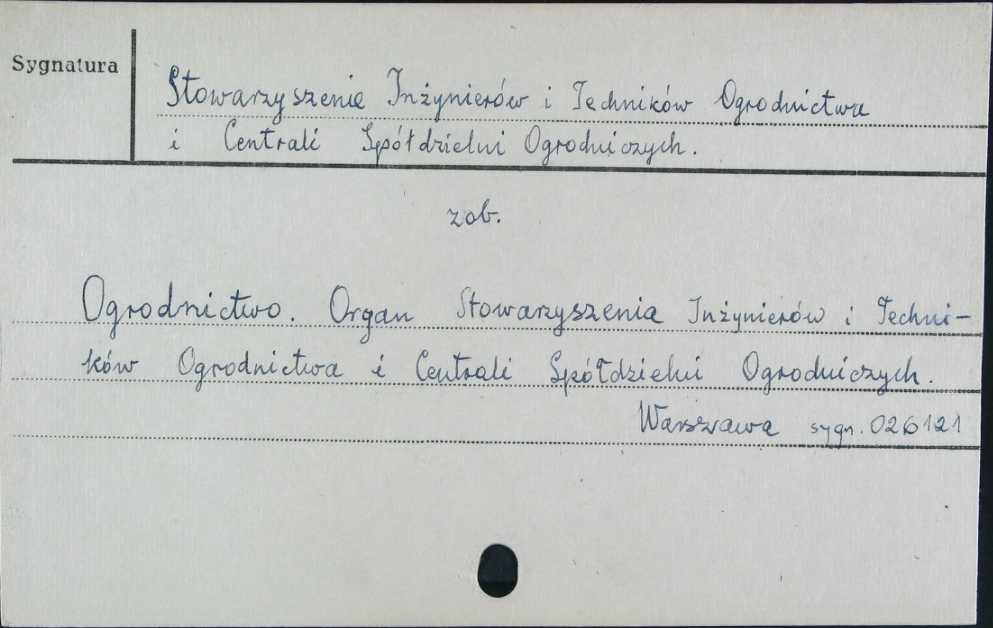 Sygnatura
Stowarzyszenie Inżynierów i Techników Ogrodnictwa
i Centrali Spółdzielni Ogrodniczych.
zob.
Ogrodnictwo. Organ Stowarzyszenia Inżynierów i Techni-
ków Ogrodnictwa i Centrali Spółdzielni Ogrodniczych.
Warszawa sygn. 026121